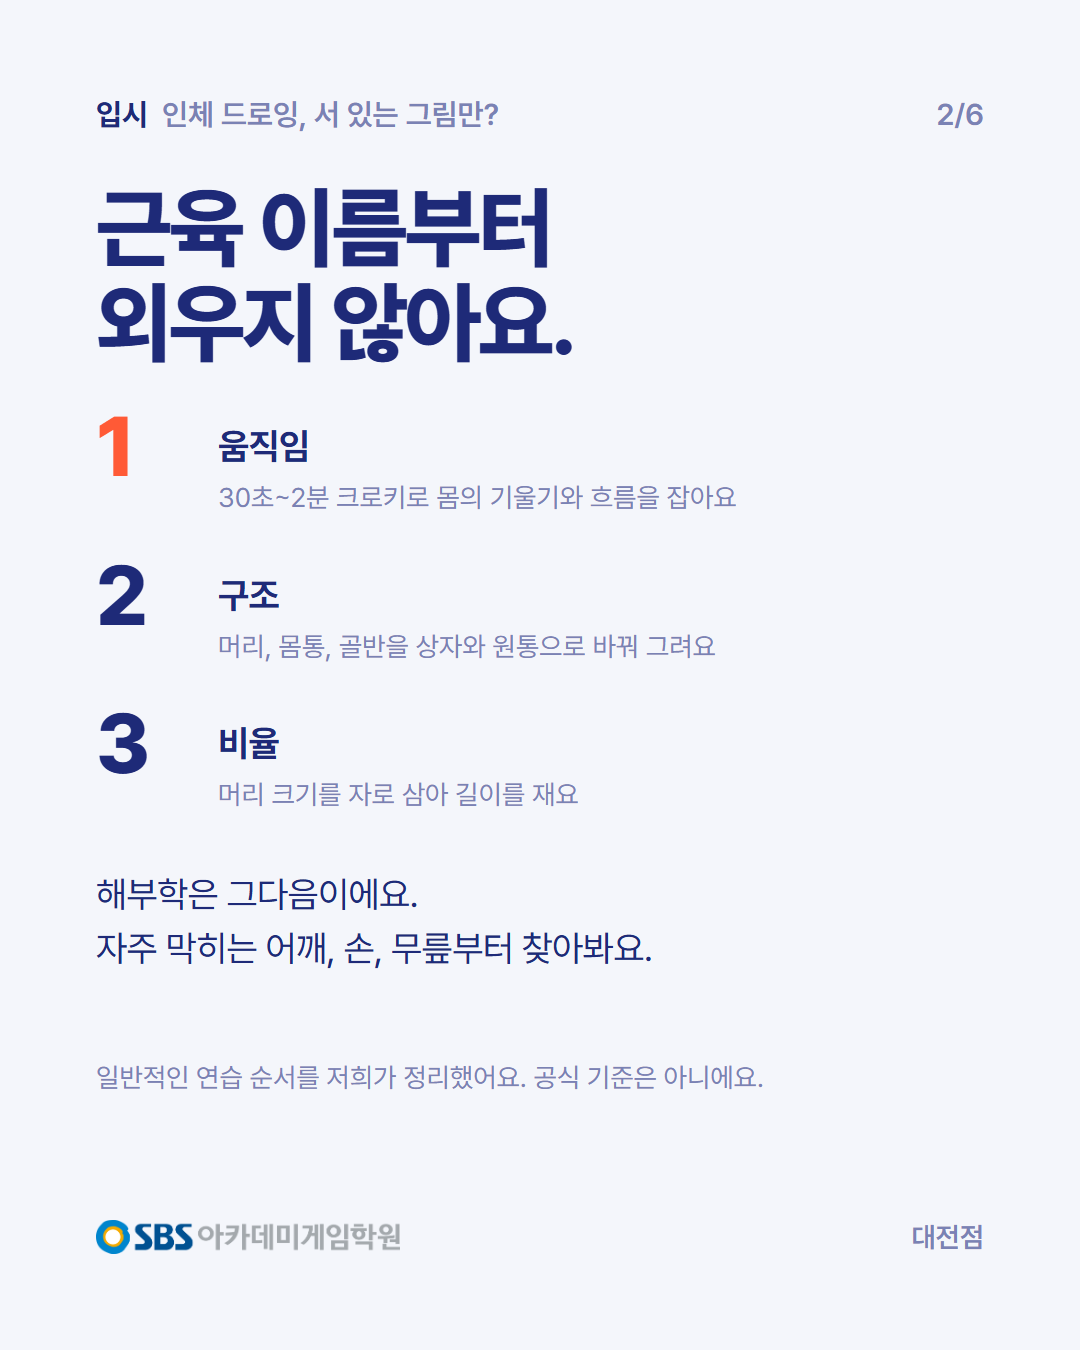 입시 인체 드로잉, 서 있는 그림만? 2/6
근육 이름부터
외우지 않아요.
1 움직임
30초~2분 크로키로 몸의 기울기와 흐름을 잡아요
2 구조
머리, 몸통, 골반을 상자와 원통으로 바꿔 그려요
3 비율
머리 크기를 자로 삼아 길이를 재요
해부학은 그다음이에요.
자주 막히는 어깨, 손, 무릎부터 찾아봐요.
일반적인 연습 순서를 저희가 정리했어요. 공식 기준은 아니에요.
SBS 아카데미게임학원 대전점